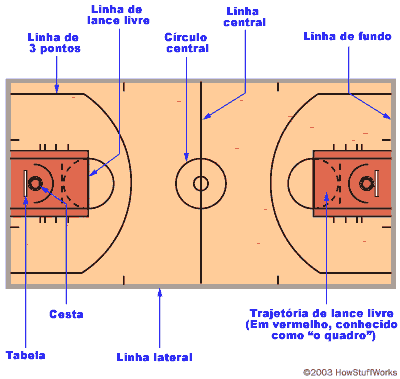 Linha de
3 pontos
Linha de
lance livre
Círculo
central
Linha
central
Linha de fundo
Tabela
Cesta
Linha lateral
Trajetória de lance livre
(Em vermelho, conhecido
como “o quadro”)
©2003 HowStuffWorks